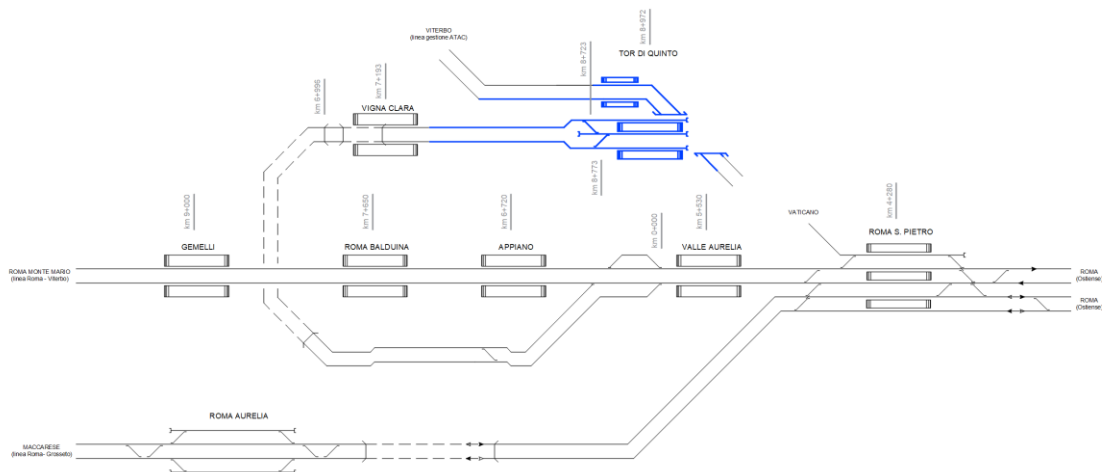 VITERBO
(linea gestione ATAC)
km 8+972
TOR DI QUINTO
km 8+723
km 7+193
km 6+996
VIGNA CLARA
km 8+773
km 9+000
km 7+650
km 6+720
km 0+000
km 5+930
km 4+280
VATICANO
ROMA S. PIETRO
GEMELLI
ROMA BALDUINA
APPIANO
VALLE AURELIA
ROMA MONTE MARIO
(linea Roma - Viterbo)
ROMA
(Ostiense)
ROMA
(Ostiense)
ROMA AURELIA
MACCARESE
(linea Roma- Grosseto)